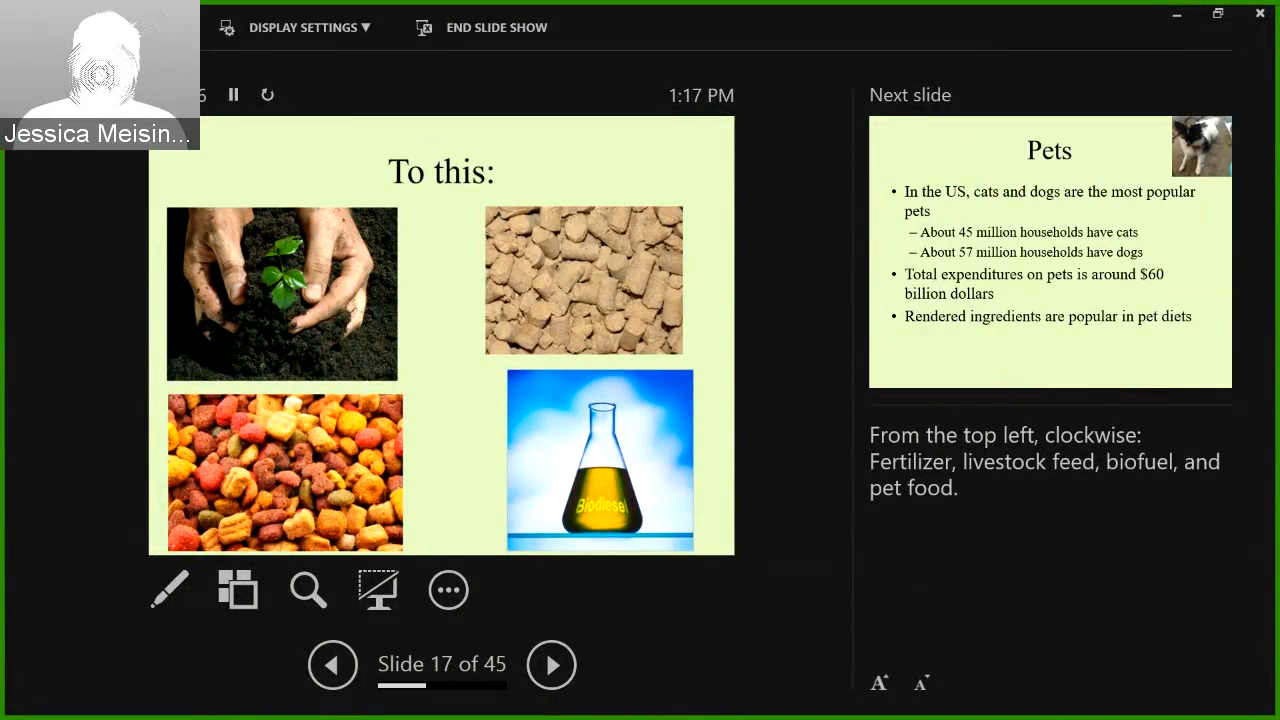 DISPLAY SETTINGS ▼
END SLIDE SHOW
Jessica Meisin...
6
1:17 PM
To this:
Biodiesel
Slide 17 of 45
Next slide
Pets
• In the US, cats and dogs are the most popular
pets
– About 45 million households have cats
– About 57 million households have dogs
• Total expenditures on pets is around $60
billion dollars
• Rendered ingredients are popular in pet diets
From the top left, clockwise:
Fertilizer, livestock feed, biofuel, and
pet food.
A A